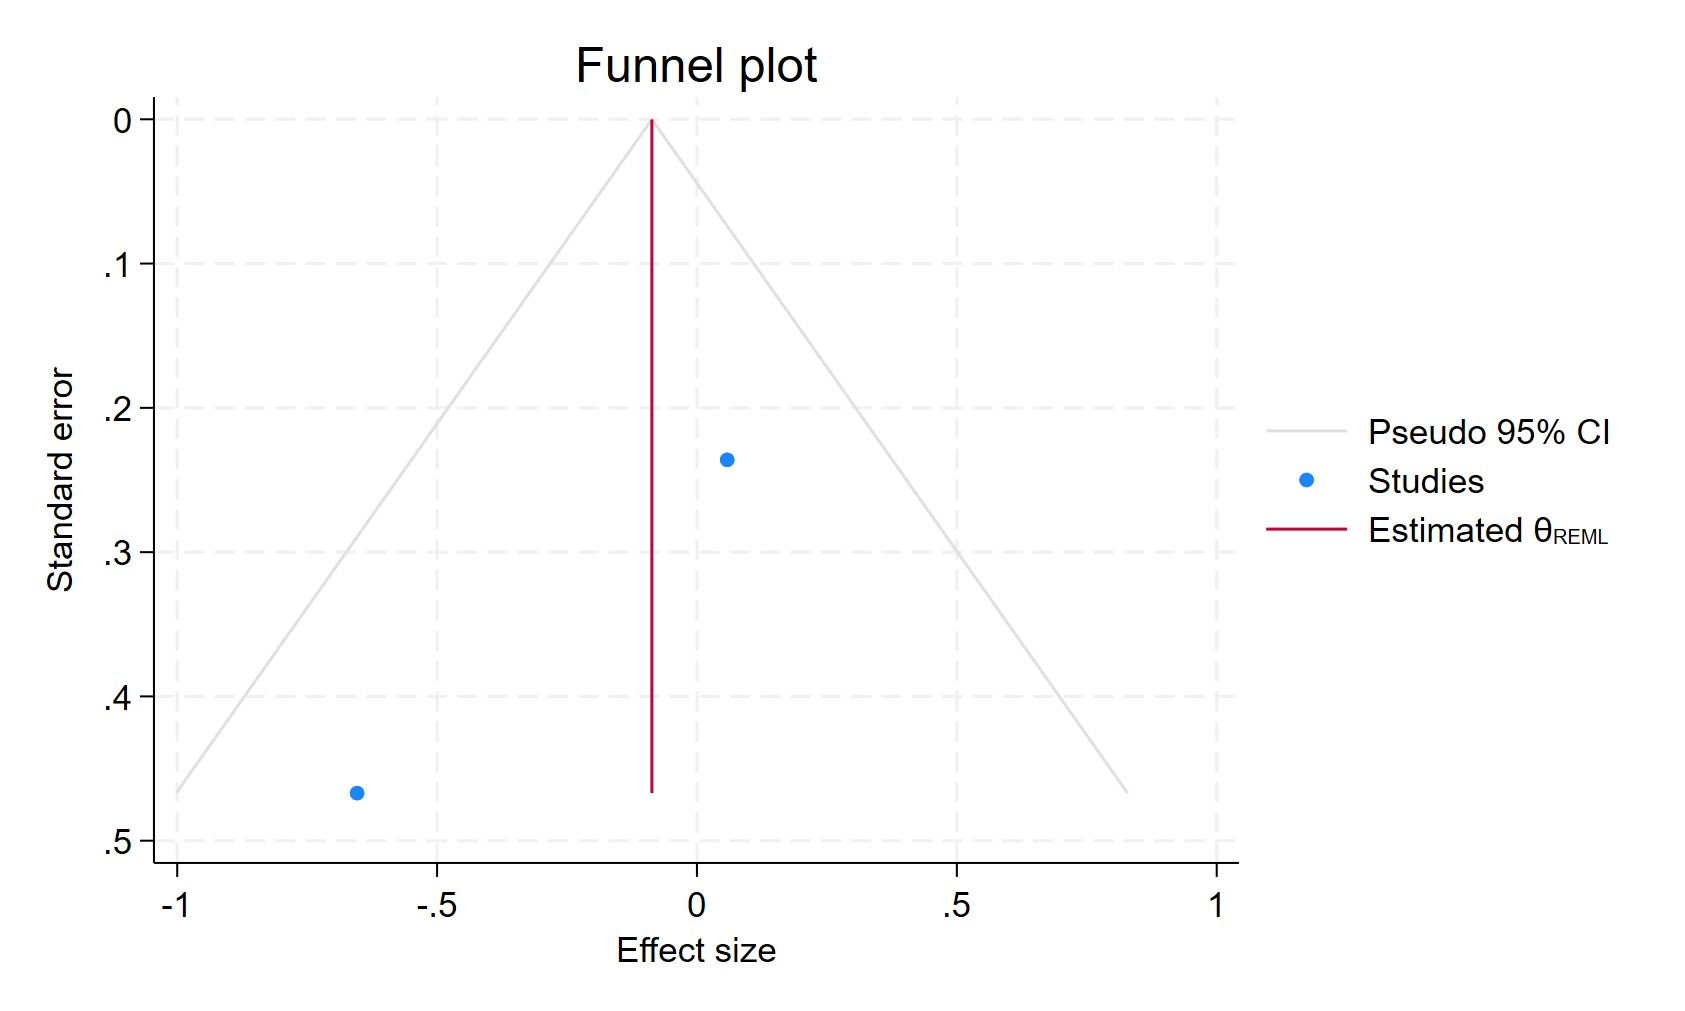 Funnel plot
0
.1
.2
.3
.4
.5
Standard error
-1
-.5
0
.5
1
Effect size
Pseudo 95% CI
Studies
Estimated θREML